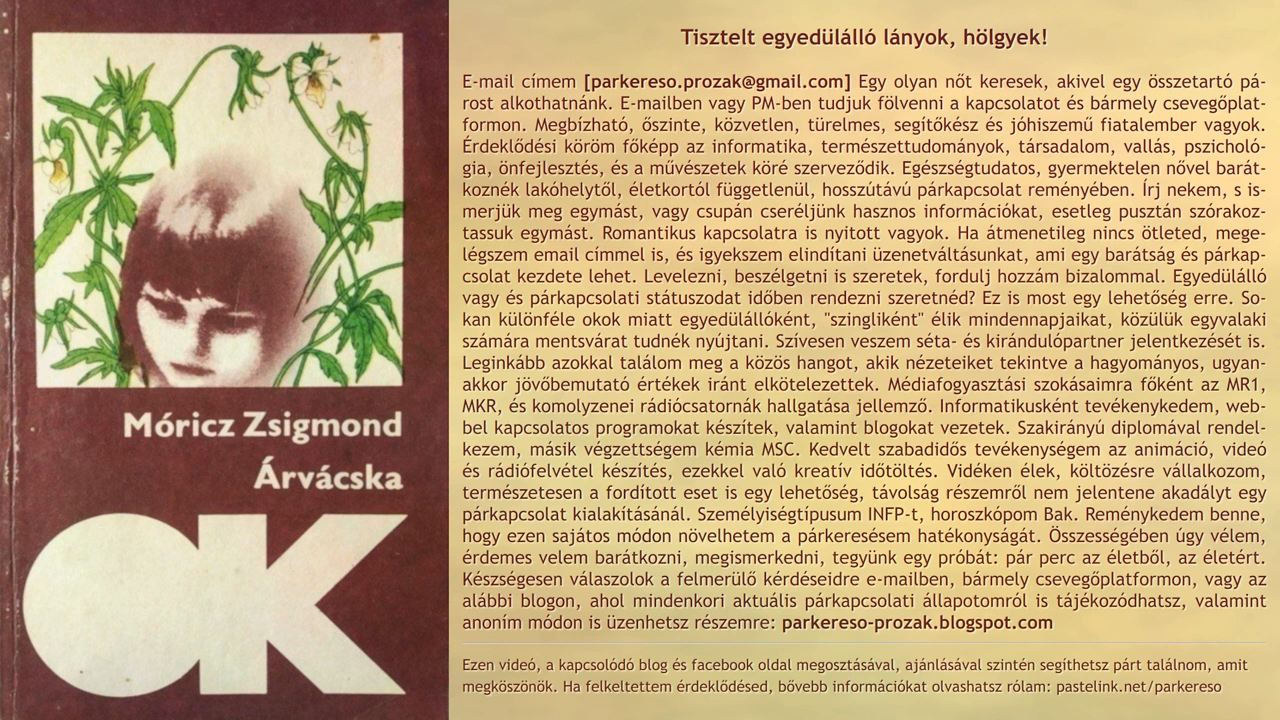 Móricz Zsigmond
Árvácska
OK
Tisztelt egyedülálló lányok, hölgyek!
E-mail címem [parkereso.prozak@gmail.com] Egy olyan nőt keresek, akivel egy összetartó pá-
rost alkothatnánk. E-mailben vagy PM-ben tudjuk fölvenni a kapcsolatot és bármely csevegőplat-
formon. Megbízható, őszinte, közvetlen, türelmes, segítőkész és jóhiszemű fiatalember vagyok.
Érdeklődési köröm főképp az informatika, természettudományok, társadalom, vallás, pszicholó-
gia, önfejlesztés, és a művészetek köré szerveződik. Egészségtudatos, gyermektelen nővel barát-
koznék lakóhelytől, életkortól függetlenül, hosszútávú párkapcsolat reményében. Írj nekem, s is-
merjük meg egymást, vagy csupán cseréljünk hasznos információkat, esetleg pusztán szórakoz-
tassuk egymást. Romantikus kapcsolatra is nyitott vagyok. Ha átmenetileg nincs ötleted, mege-
légszem email címmel is, és igyekszem elindítani üzenetváltásunkat, ami egy barátság és párkap-
csolat kezdete lehet. Levelezni, beszélgetni is szeretek, fordulj hozzám bizalommal. Egyedülálló
vagy és párkapcsolati státuszodat időben rendezni szeretnéd? Ez is most egy lehetőség erre. So-
kan különféle okok miatt egyedülállóként, "szingliként" élik mindennapjaikat, közülük egyvalaki
számára mentsvárat tudnék nyújtani. Szívesen veszem séta- és kirándulópartner jelentkezését is.
Leginkább azokkal találom meg a közös hangot, akik nézeteiket tekintve a hagyományos, ugyan-
akkor jövőbemutató értékek iránt elkötelezettek. Médiafogyasztási szokásaimra főként az MR1,
MKR, és komolyzenei rádiócsatornák hallgatása jellemző. Informatikusként tevékenykedem, web-
bel kapcsolatos programokat készítek, valamint blogokat vezetek. Szakirányú diplomával rendel-
kezem, másik végzettségem kémia MSC. Kedvelt szabadidős tevékenységem az animáció, videó
és rádiófelvétel készítés, ezekkel való kreatív időtöltés. Vidéken élek, költözésre vállalkozom,
természetesen a fordított eset is egy lehetőség, távolság részemről nem jelentene akadályt egy
párkapcsolat kialakításánál. Személyiségtípusum INFP-t, horoszkópom Bak. Reménykedem benne,
hogy ezen sajátos módon növelhetem a párkeresésem hatékonyságát. Összességében úgy vélem,
érdemes velem barátkozni, megismerkedni, tegyünk egy próbát: pár perc az életből, az életért.
Készségesen válaszolok a felmerülő kérdéseidre e-mailben, bármely csevegőplatformon, vagy az
alábbi blogon, ahol mindenkori aktuális párkapcsolati állapotomról is tájékozódhatsz, valamint
anoním módon is üzenhetsz részemre: parkereso-prozak.blogspot.com
Ezen videó, a kapcsolódó blog és facebook oldal megosztásával, ajánlásával szintén segíthetsz párt találnom, amit
megköszönök. Ha felkeltettem érdeklődésed, bővebb információkat olvashatsz rólam: pastelink.net/parkereso